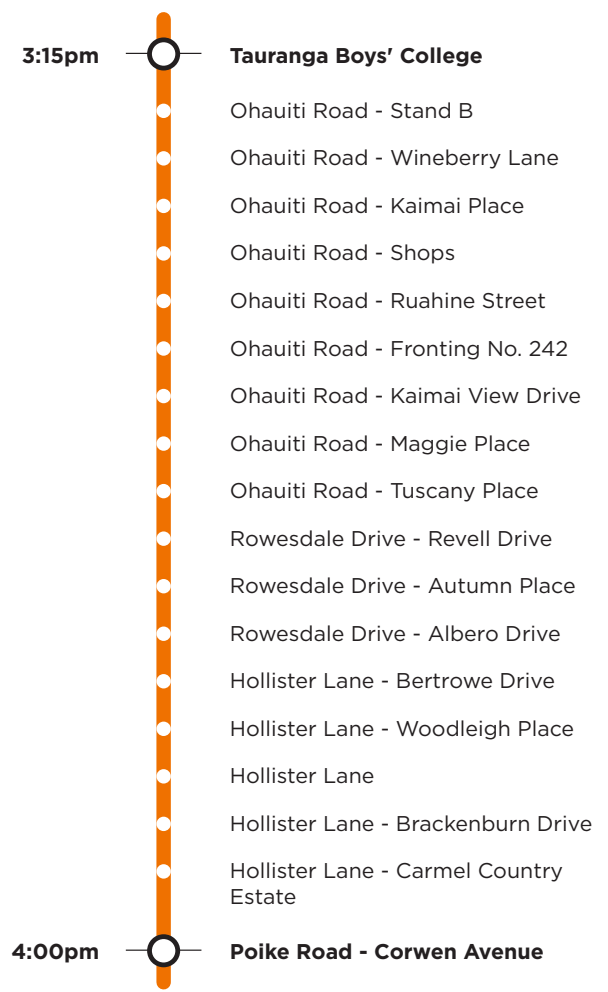 3:15pm Tauranga Boys' College
Ohauiti Road - Stand B
Ohauiti Road - Wineberry Lane
Ohauiti Road - Kaimai Place
Ohauiti Road - Shops
Ohauiti Road - Ruahine Street
Ohauiti Road - Fronting No. 242
Ohauiti Road - Kaimai View Drive
Ohauiti Road - Maggie Place
Ohauiti Road - Tuscany Place
Rowesdale Drive - Revell Drive
Rowesdale Drive - Autumn Place
Rowesdale Drive - Albero Drive
Hollister Lane - Bertrowe Drive
Hollister Lane - Woodleigh Place
Hollister Lane
Hollister Lane - Brackenburn Drive
Hollister Lane - Carmel Country
Estate
4:00pm Poike Road - Corwen Avenue